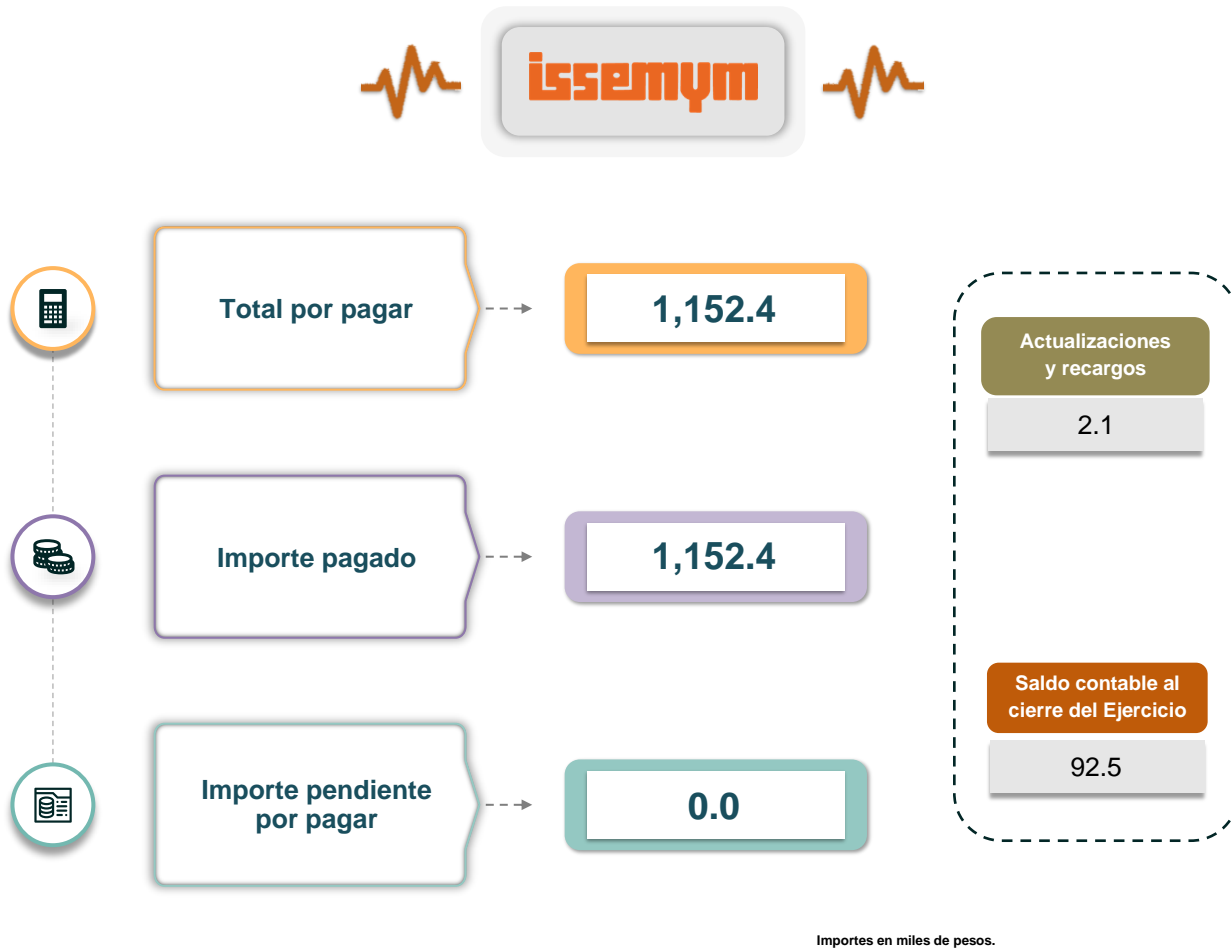 issemym
Total por pagar
1,152.4
Actualizaciones
y recargos
2.1
Importe pagado
1,152.4
Saldo contable al
cierre del Ejercicio
92.5
Importe pendiente
por pagar
0.0
Importes en miles de pesos.